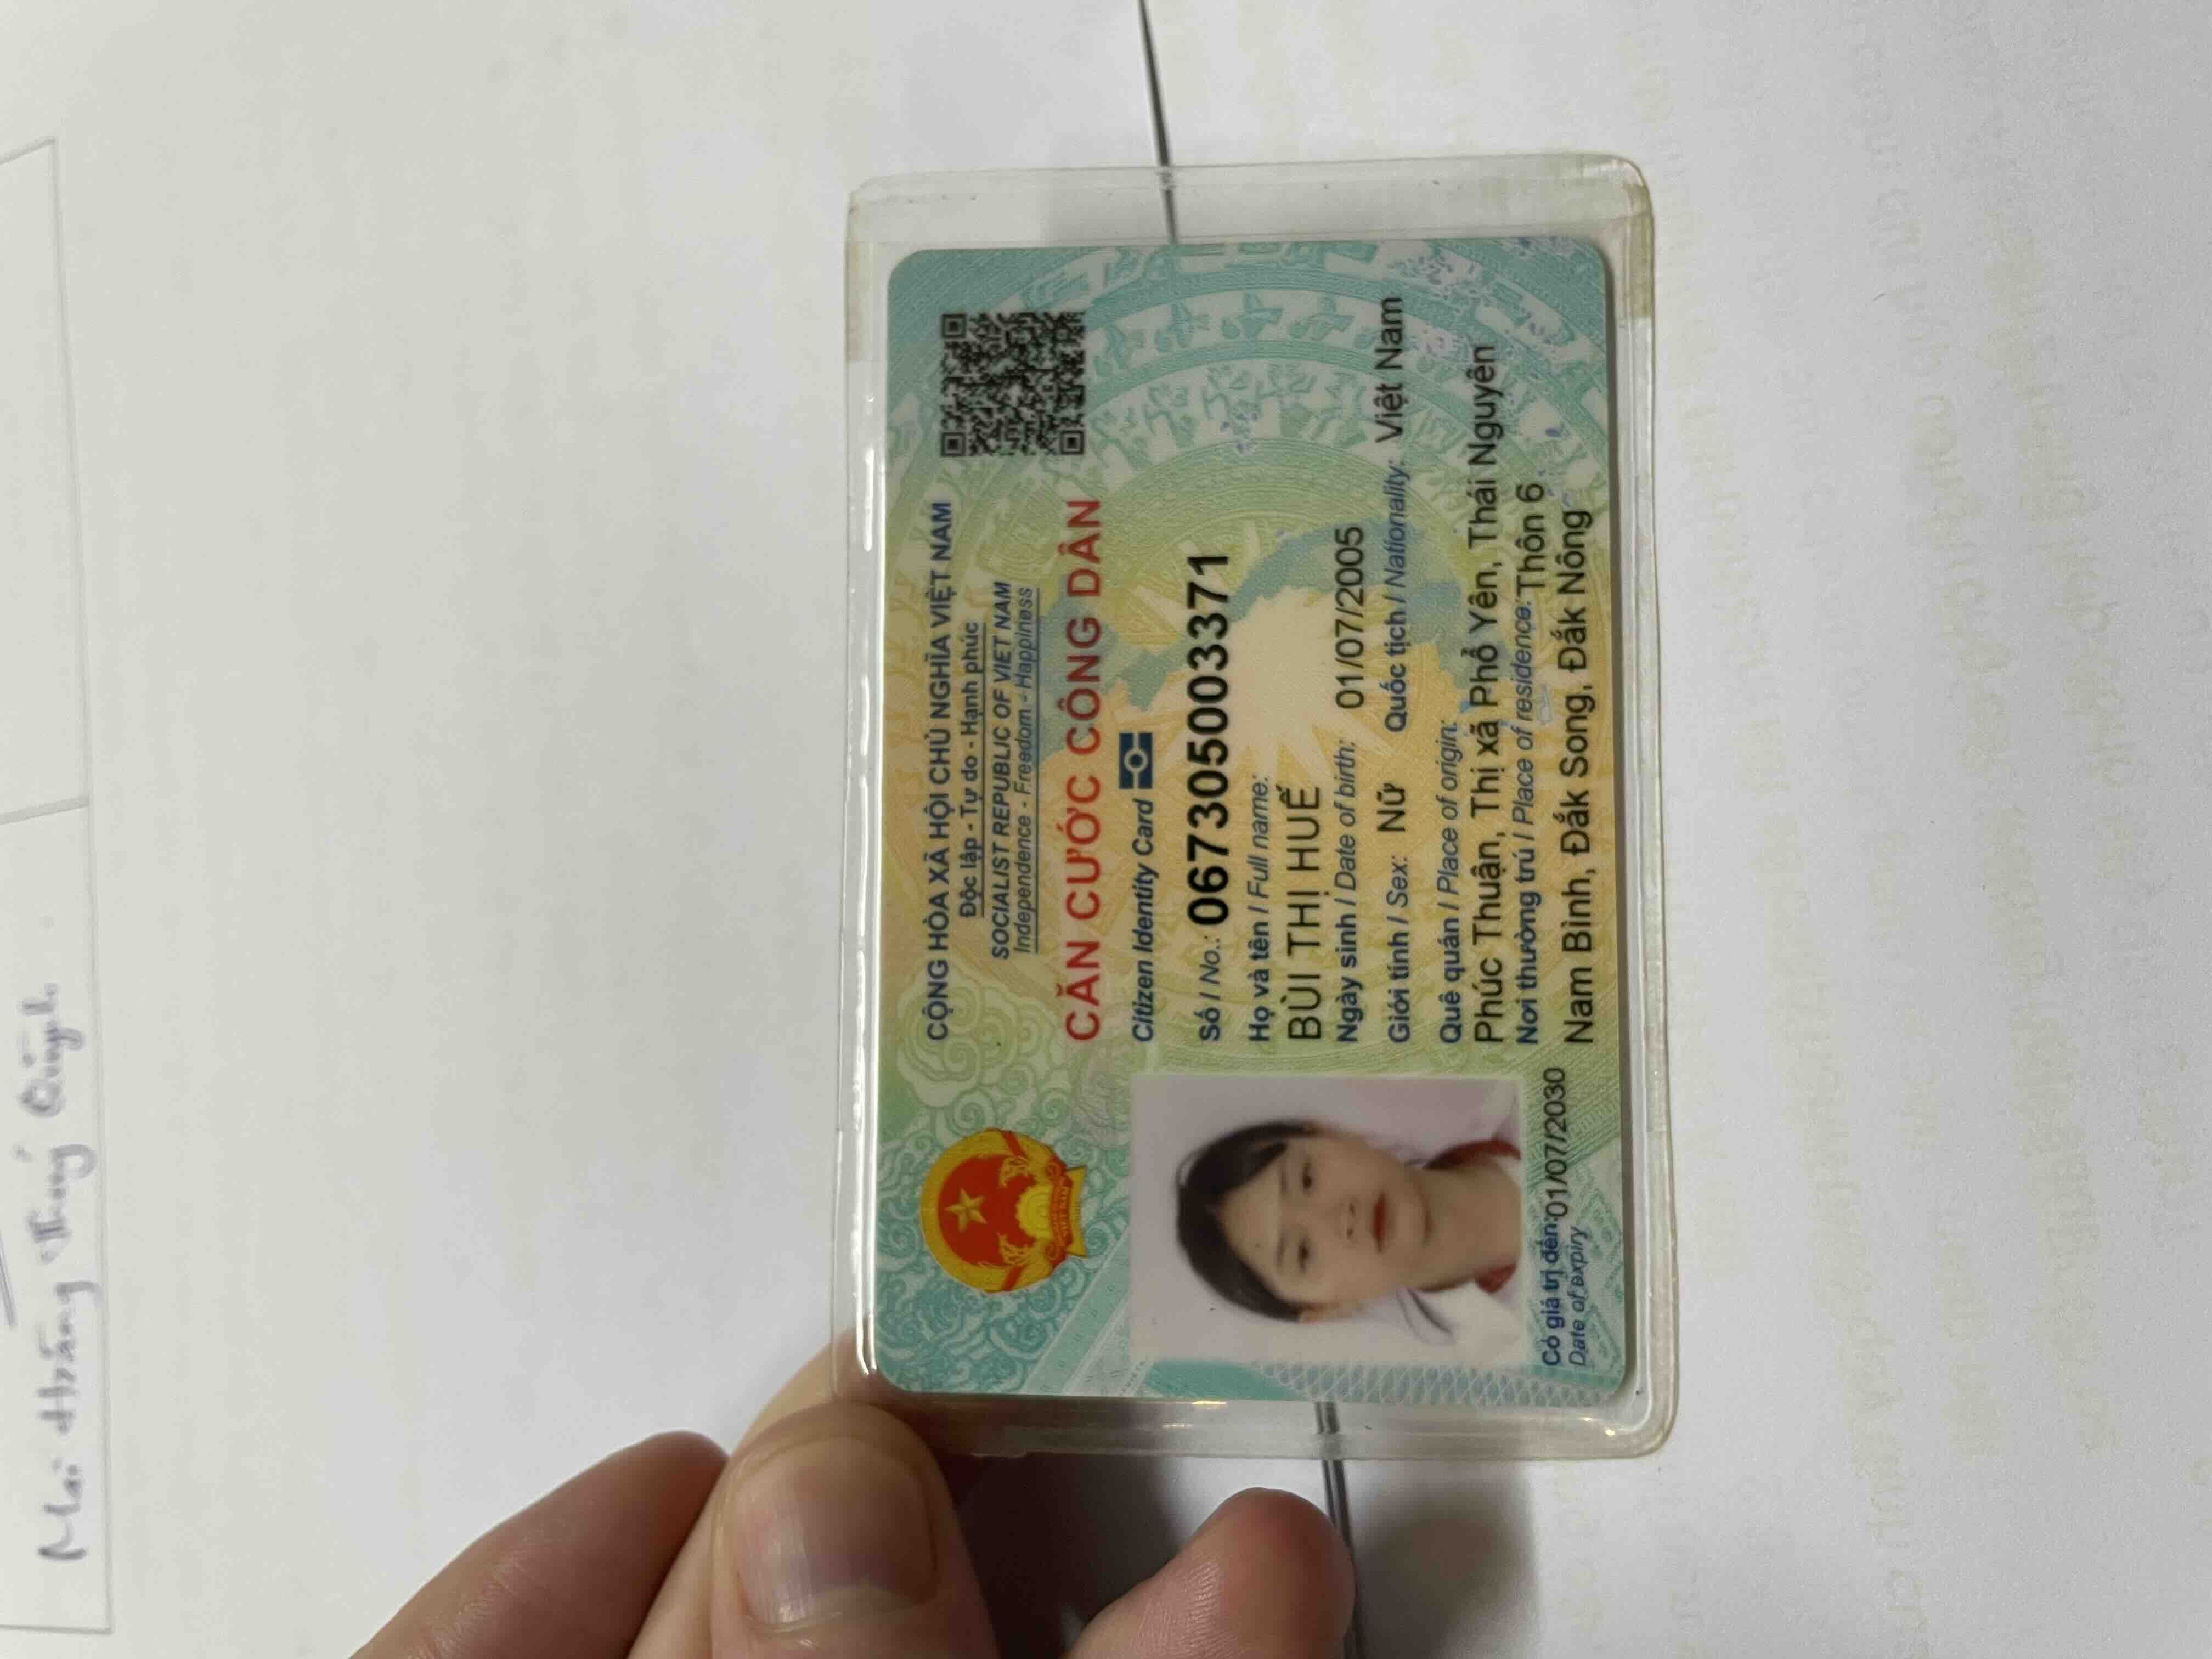 CỘNG HÒA XÃ HỘI CHỦ NGHĨA VIỆT NAM
Độc lập - Tự do - Hạnh phúc
SOCIALIST REPUBLIC OF VIET NAM
Independence - Freedom - Happiness
CĂN CƯỚC CÔNG DÂN
Citizen Identity Card
Số / No.: 067305003371
Họ và tên / Full name:
BÙI THỊ HUẾ
Ngày sinh / Date of birth: 01/07/2005
Giới tính / Sex: Nữ Quốc tịch / Nationality: Việt Nam
Quê quán / Place of origin:
Phúc Thuận, Thị xã Phổ Yên, Thái Nguyên
Nơi thường trú / Place of residence: Thôn 6
Nam Bình, Đắk Song, Đắk Nông
Có giá trị đến: 01/07/2030
Date of expiry
Mai Hoàng Thuý Quỳnh